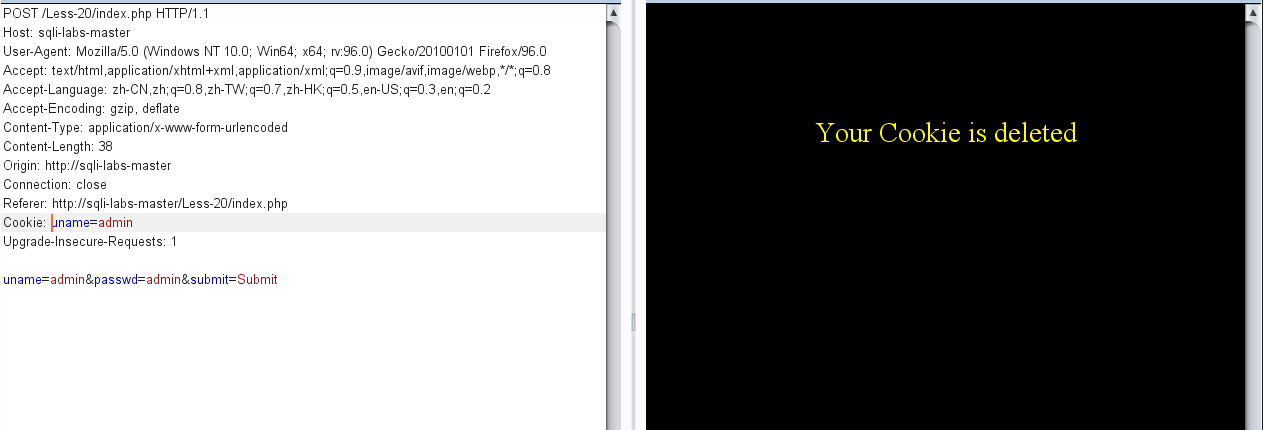 POST /Less-20/index.php HTTP/1.1
Host: sqli-labs-master
User-Agent: Mozilla/5.0 (Windows NT 10.0; Win64; x64; rv:96.0) Gecko/20100101 Firefox/96.0
Accept: text/html,application/xhtml+xml,application/xml;q=0.9,image/avif,image/webp,*/*;q=0.8
Accept-Language: zh-CN,zh;q=0.8,zh-TW;q=0.7,zh-HK;q=0.5,en-US;q=0.3,en;q=0.2
Accept-Encoding: gzip, deflate
Content-Type: application/x-www-form-urlencoded
Content-Length: 38
Origin: http://sqli-labs-master
Connection: close
Referer: http://sqli-labs-master/Less-20/index.php
Cookie: uname=admin
Upgrade-Insecure-Requests: 1
uname=admin&passwd=admin&submit=Submit
Your Cookie is deleted